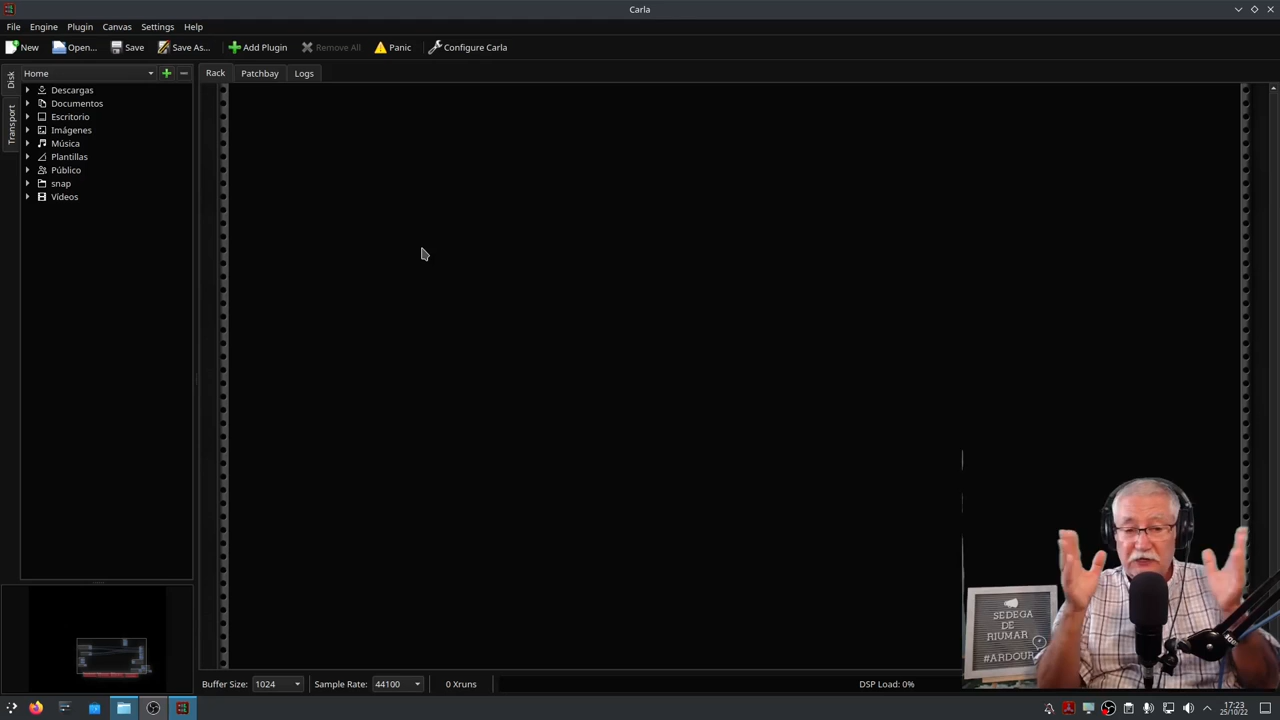 Carla
File Engine Plugin Canvas Settings Help
New Open... Save Save As... Add Plugin Remove All Panic Configure Carla
Disk
Transport
Home
Rack Patchbay Logs
Descargas
Documentos
Escritorio
Imágenes
Música
Plantillas
Público
snap
Vídeos
SEDEGA
DE
RIUMAR
#ARDOUR
Buffer Size: 1024 Sample Rate: 44100 0 Xruns DSP Load: 0%
17:23
25/10/22